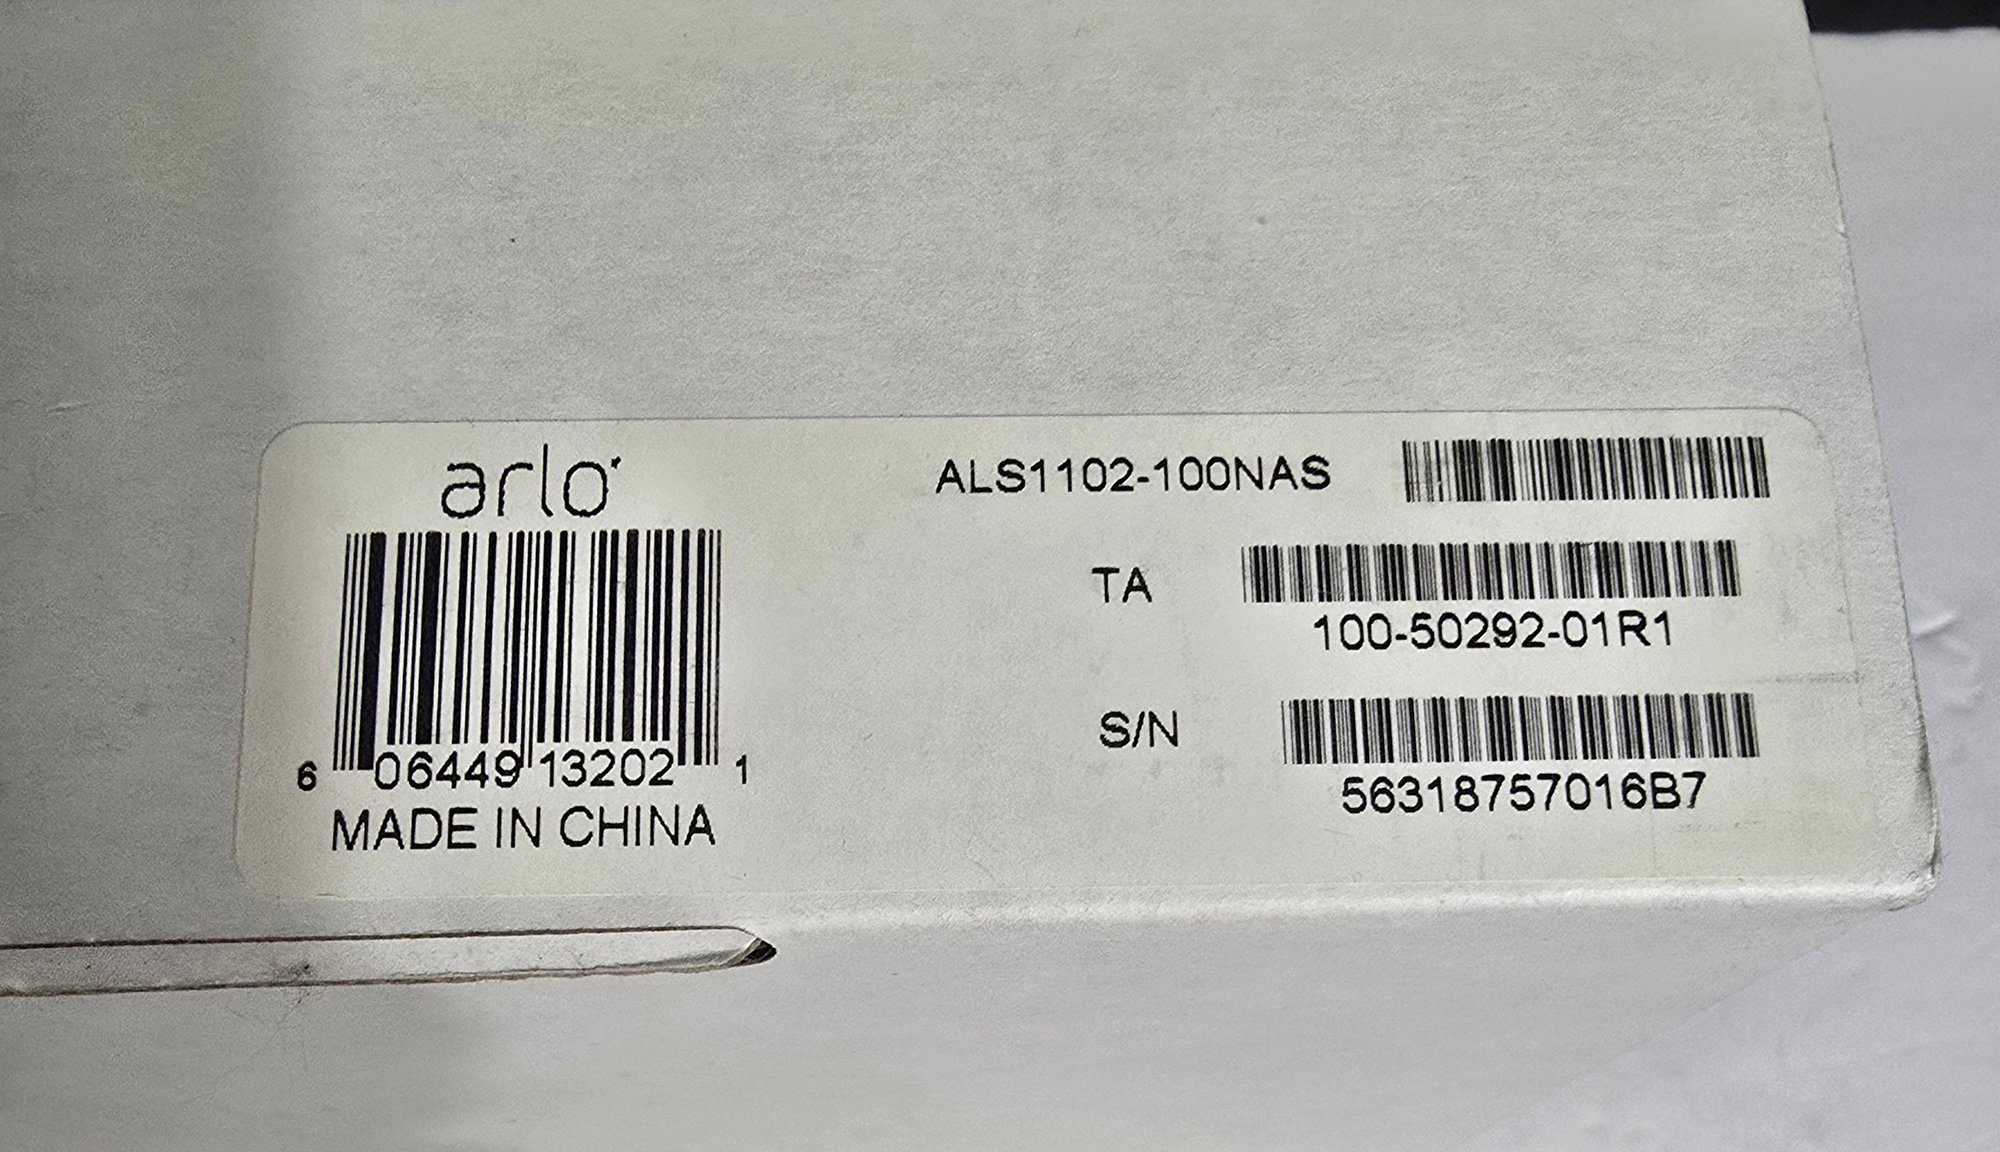 arlo
6 06449 13202 1
MADE IN CHINA
ALS1102-100NAS
TA
100-50292-01R1
S/N
56318757016B7